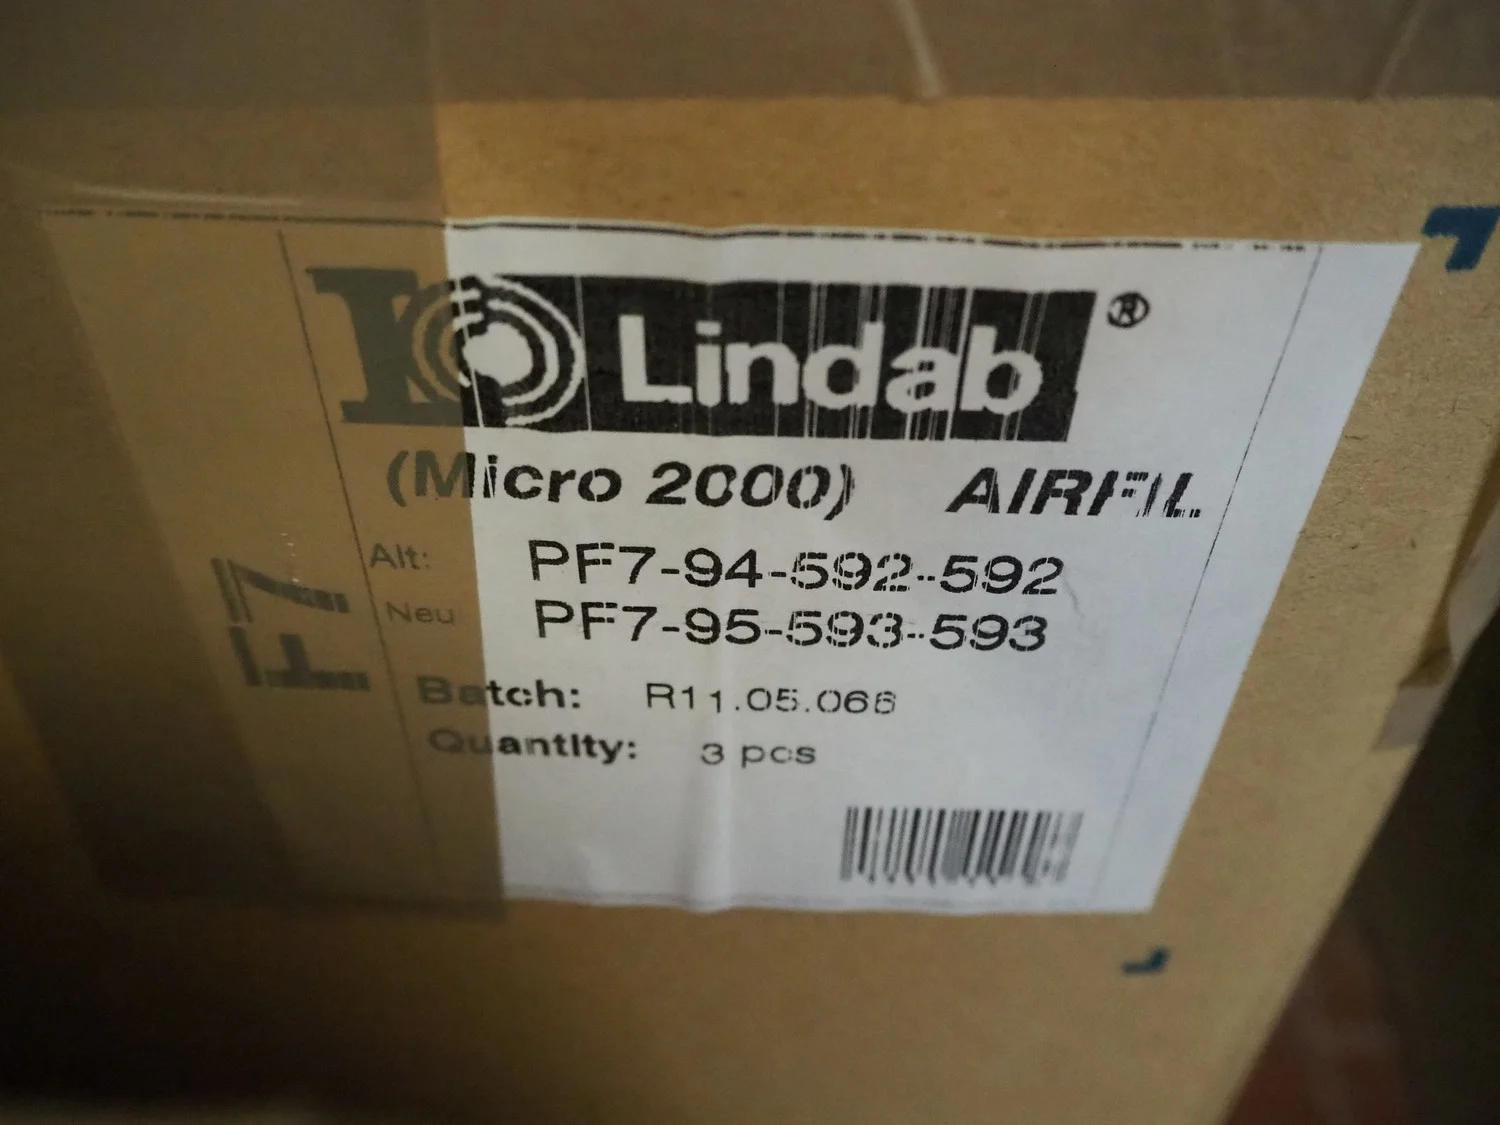 Lindab®
(Micro 2000) AIRFIL
Alt: PF7-94-592-592
Neu PF7-95-593-593
F7
Batch: R11.05.066
Quantity: 3 pcs